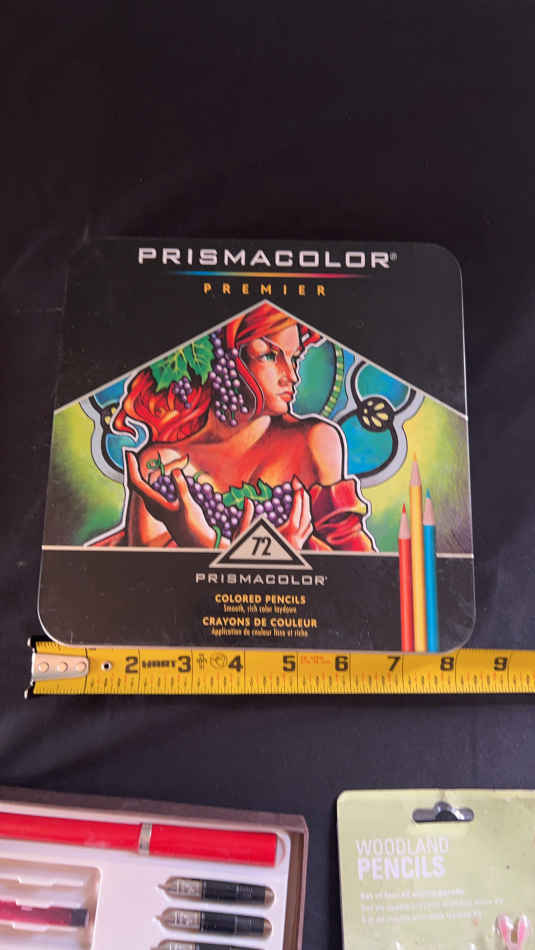 PRISMACOLOR®
PREMIER
72
PRISMACOLOR®
COLORED PENCILS
Smooth, rich color laydown
CRAYONS DE COULEUR
Application de couleur lisse et riche
2 3 4 5 6 7 8 9
WOODLAND
PENCILS